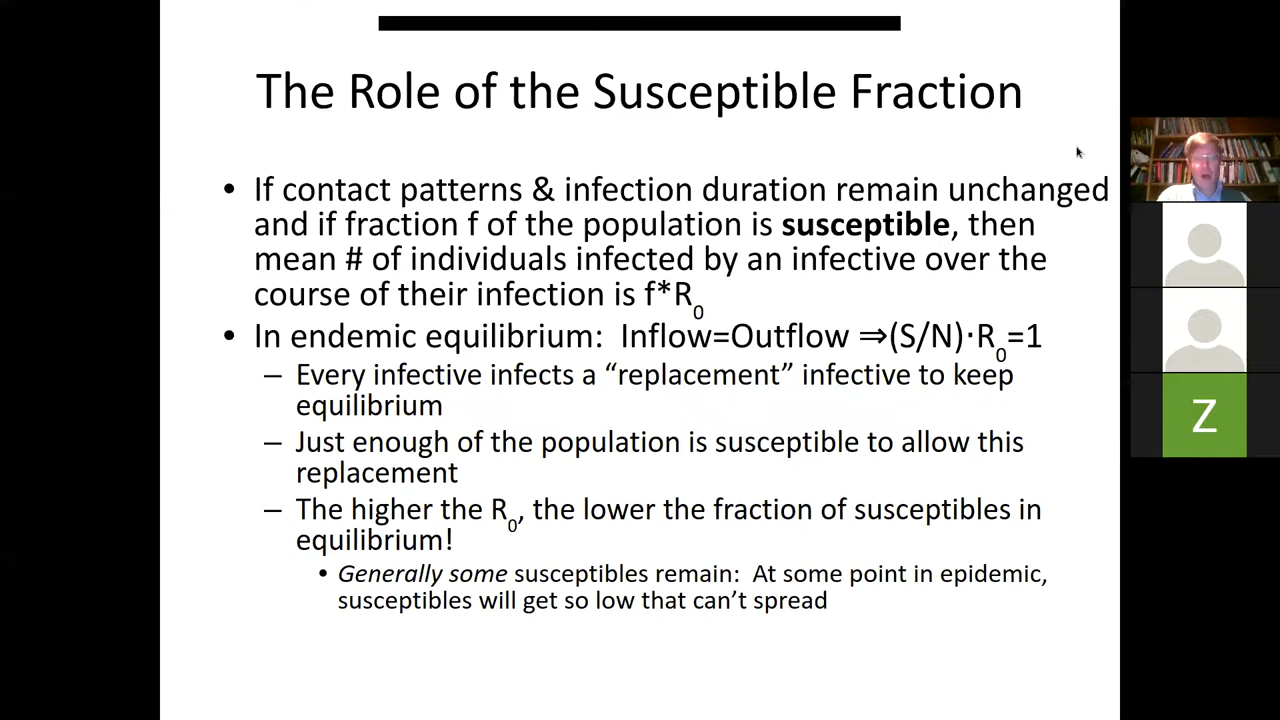 The Role of the Susceptible Fraction
• If contact patterns & infection duration remain unchanged
and if fraction f of the population is susceptible, then
mean # of individuals infected by an infective over the
course of their infection is f*R₀
• In endemic equilibrium:  Inflow=Outflow ⇒(S/N)·R₀=1
– Every infective infects a “replacement” infective to keep
equilibrium
– Just enough of the population is susceptible to allow this
replacement
– The higher the R₀, the lower the fraction of susceptibles in
equilibrium!
• Generally some susceptibles remain:  At some point in epidemic,
susceptibles will get so low that can’t spread
Z